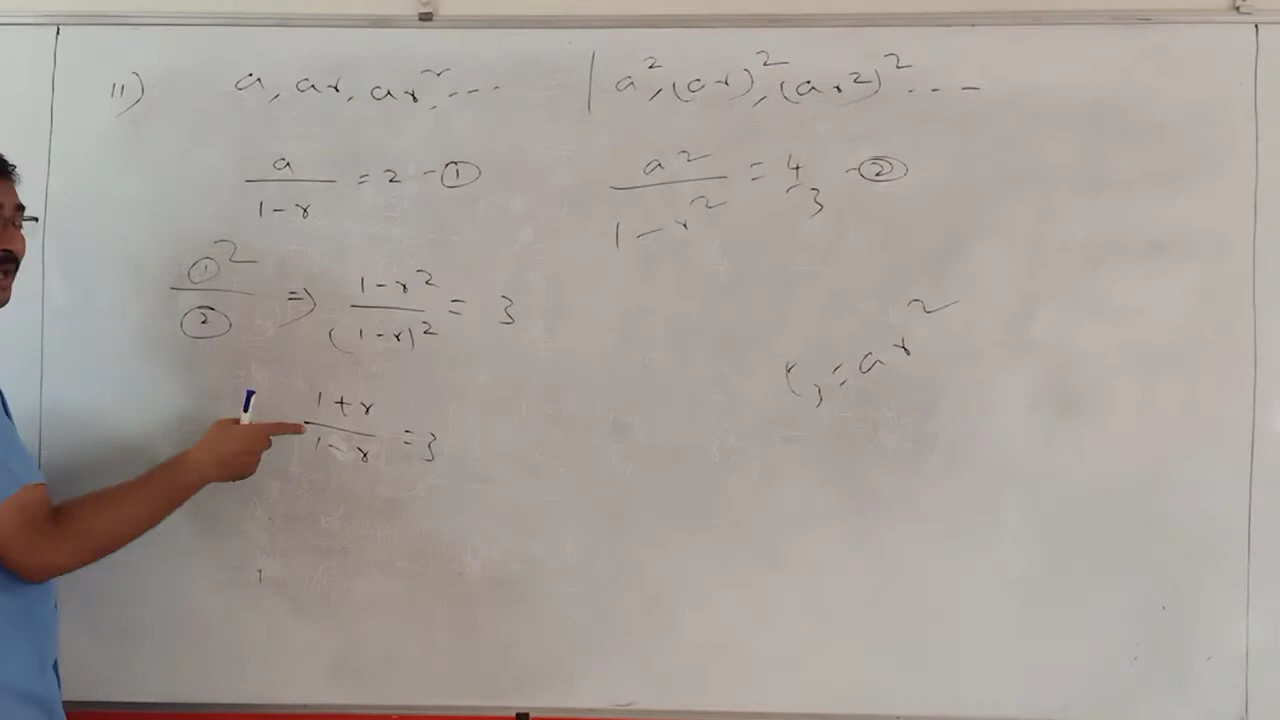 11) a, ar, ar², ... | a², (ar)², (ar²)² ...
a/(1-r) = 2 - ① a²/(1-r²) = 4/3 - ②
①²/② ⇒ (1-r²)/(1-r)² = 3
t₃ = ar²
(1+r)/(1-r) = 3